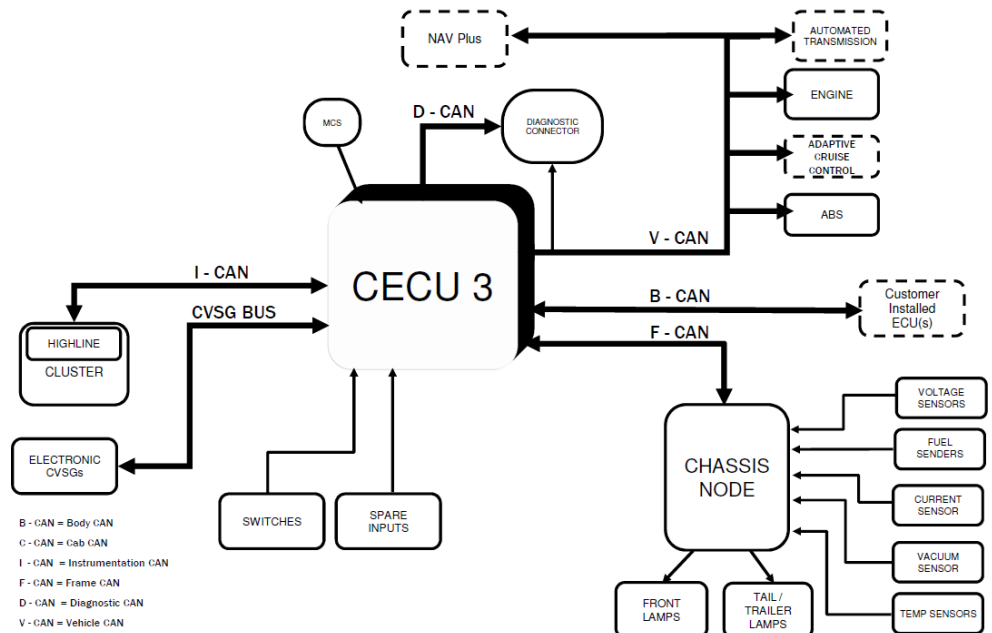 NAV Plus
AUTOMATED
TRANSMISSION
ENGINE
ADAPTIVE
CRUISE
CONTROL
ABS
MCS
D - CAN
DIAGNOSTIC
CONNECTOR
V - CAN
CECU 3
I - CAN
CVSG BUS
HIGHLINE
CLUSTER
ELECTRONIC
CVSGs
B - CAN
Customer
Installed
ECU(s)
F - CAN
SWITCHES
SPARE
INPUTS
CHASSIS
NODE
VOLTAGE
SENSORS
FUEL
SENDERS
CURRENT
SENSOR
VACUUM
SENSOR
TEMP SENSORS
FRONT
LAMPS
TAIL /
TRAILER
LAMPS
B - CAN = Body CAN
C - CAN = Cab CAN
I - CAN = Instrumentation CAN
F - CAN = Frame CAN
D - CAN = Diagnostic CAN
V - CAN = Vehicle CAN